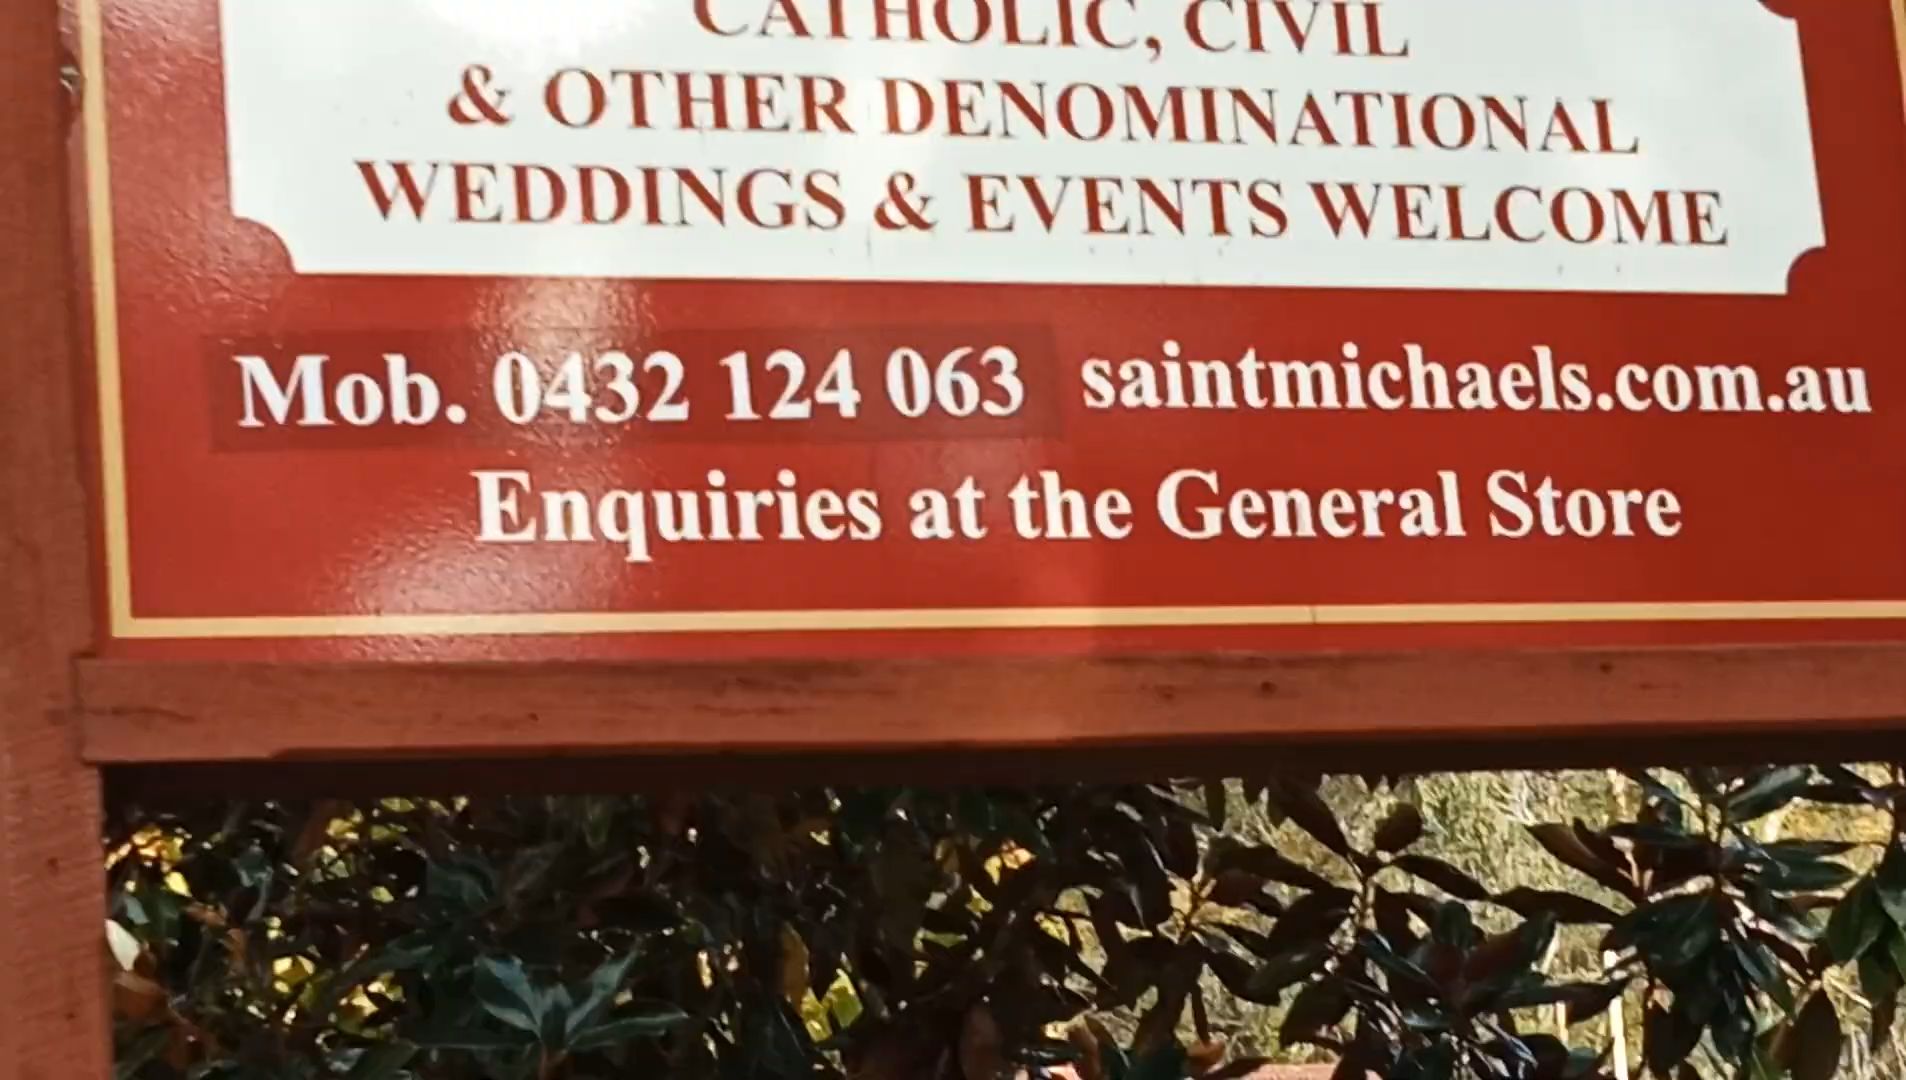 CATHOLIC, CIVIL
& OTHER DENOMINATIONAL
WEDDINGS & EVENTS WELCOME
Mob. 0432 124 063 saintmichaels.com.au
Enquiries at the General Store